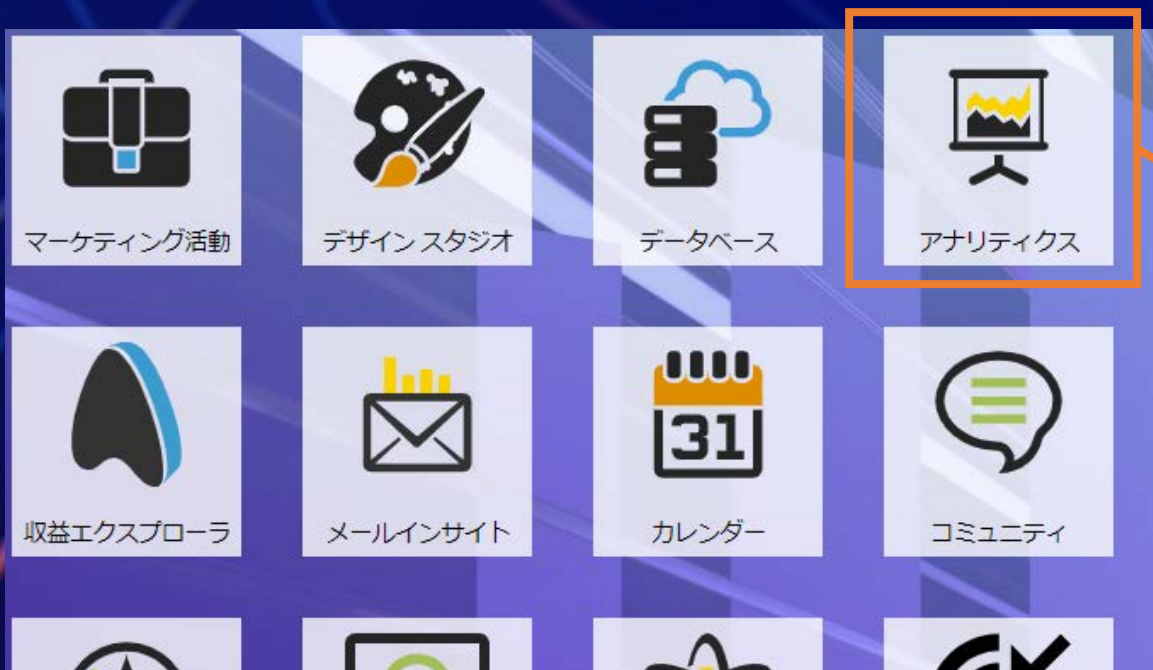 マーケティング活動
デザイン スタジオ
データベース
アナリティクス
31
収益エクスプローラ
メールインサイト
カレンダー
コミュニティ